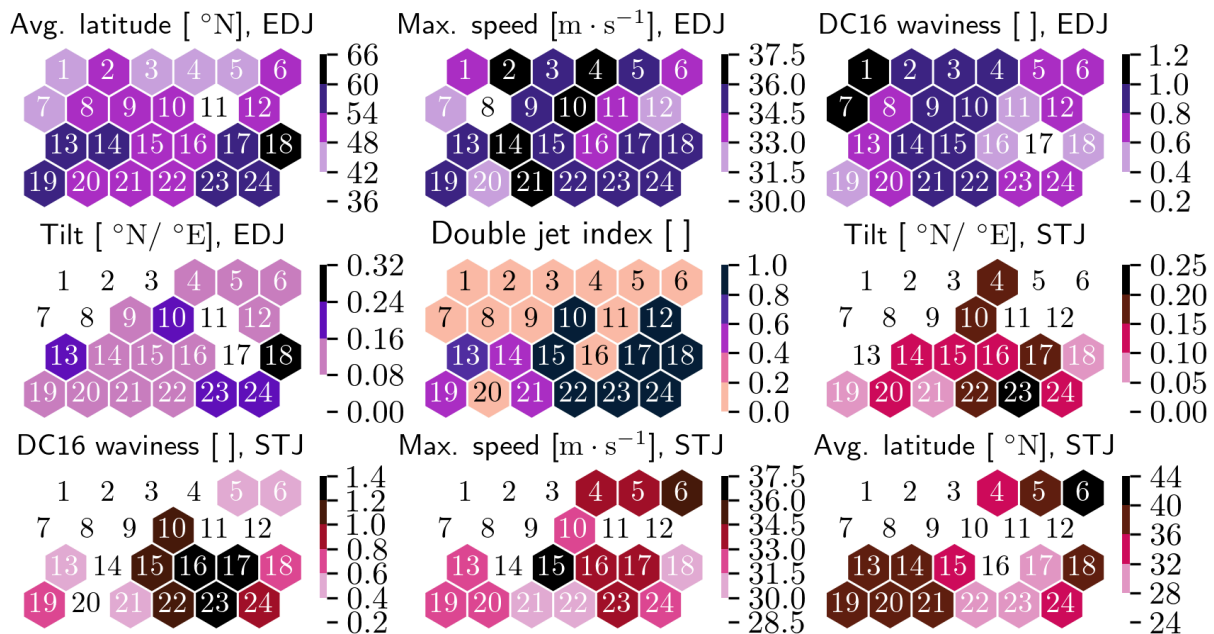 Avg. latitude [ °N], EDJ
1 2 3 4 5 6
7 8 9 10 11 12
13 14 15 16 17 18
19 20 21 22 23 24
66
60
54
48
42
36
Max. speed [m · s⁻¹], EDJ
1 2 3 4 5 6
7 8 9 10 11 12
13 14 15 16 17 18
19 20 21 22 23 24
37.5
36.0
34.5
33.0
31.5
30.0
DC16 waviness [ ], EDJ
1 2 3 4 5 6
7 8 9 10 11 12
13 14 15 16 17 18
19 20 21 22 23 24
1.2
1.0
0.8
0.6
0.4
0.2
Tilt [ °N/ °E], EDJ
1 2 3 4 5 6
7 8 9 10 11 12
13 14 15 16 17 18
19 20 21 22 23 24
0.32
0.24
0.16
0.08
0.00
Double jet index [ ]
1 2 3 4 5 6
7 8 9 10 11 12
13 14 15 16 17 18
19 20 21 22 23 24
1.0
0.8
0.6
0.4
0.2
0.0
Tilt [ °N/ °E], STJ
1 2 3 4 5 6
7 8 9 10 11 12
13 14 15 16 17 18
19 20 21 22 23 24
0.25
0.20
0.15
0.10
0.05
0.00
DC16 waviness [ ], STJ
1 2 3 4 5 6
7 8 9 10 11 12
13 14 15 16 17 18
19 20 21 22 23 24
1.4
1.2
1.0
0.8
0.6
0.4
0.2
Max. speed [m · s⁻¹], STJ
1 2 3 4 5 6
7 8 9 10 11 12
13 14 15 16 17 18
19 20 21 22 23 24
37.5
36.0
34.5
33.0
31.5
30.0
28.5
Avg. latitude [ °N], STJ
1 2 3 4 5 6
7 8 9 10 11 12
13 14 15 16 17 18
19 20 21 22 23 24
44
40
36
32
28
24